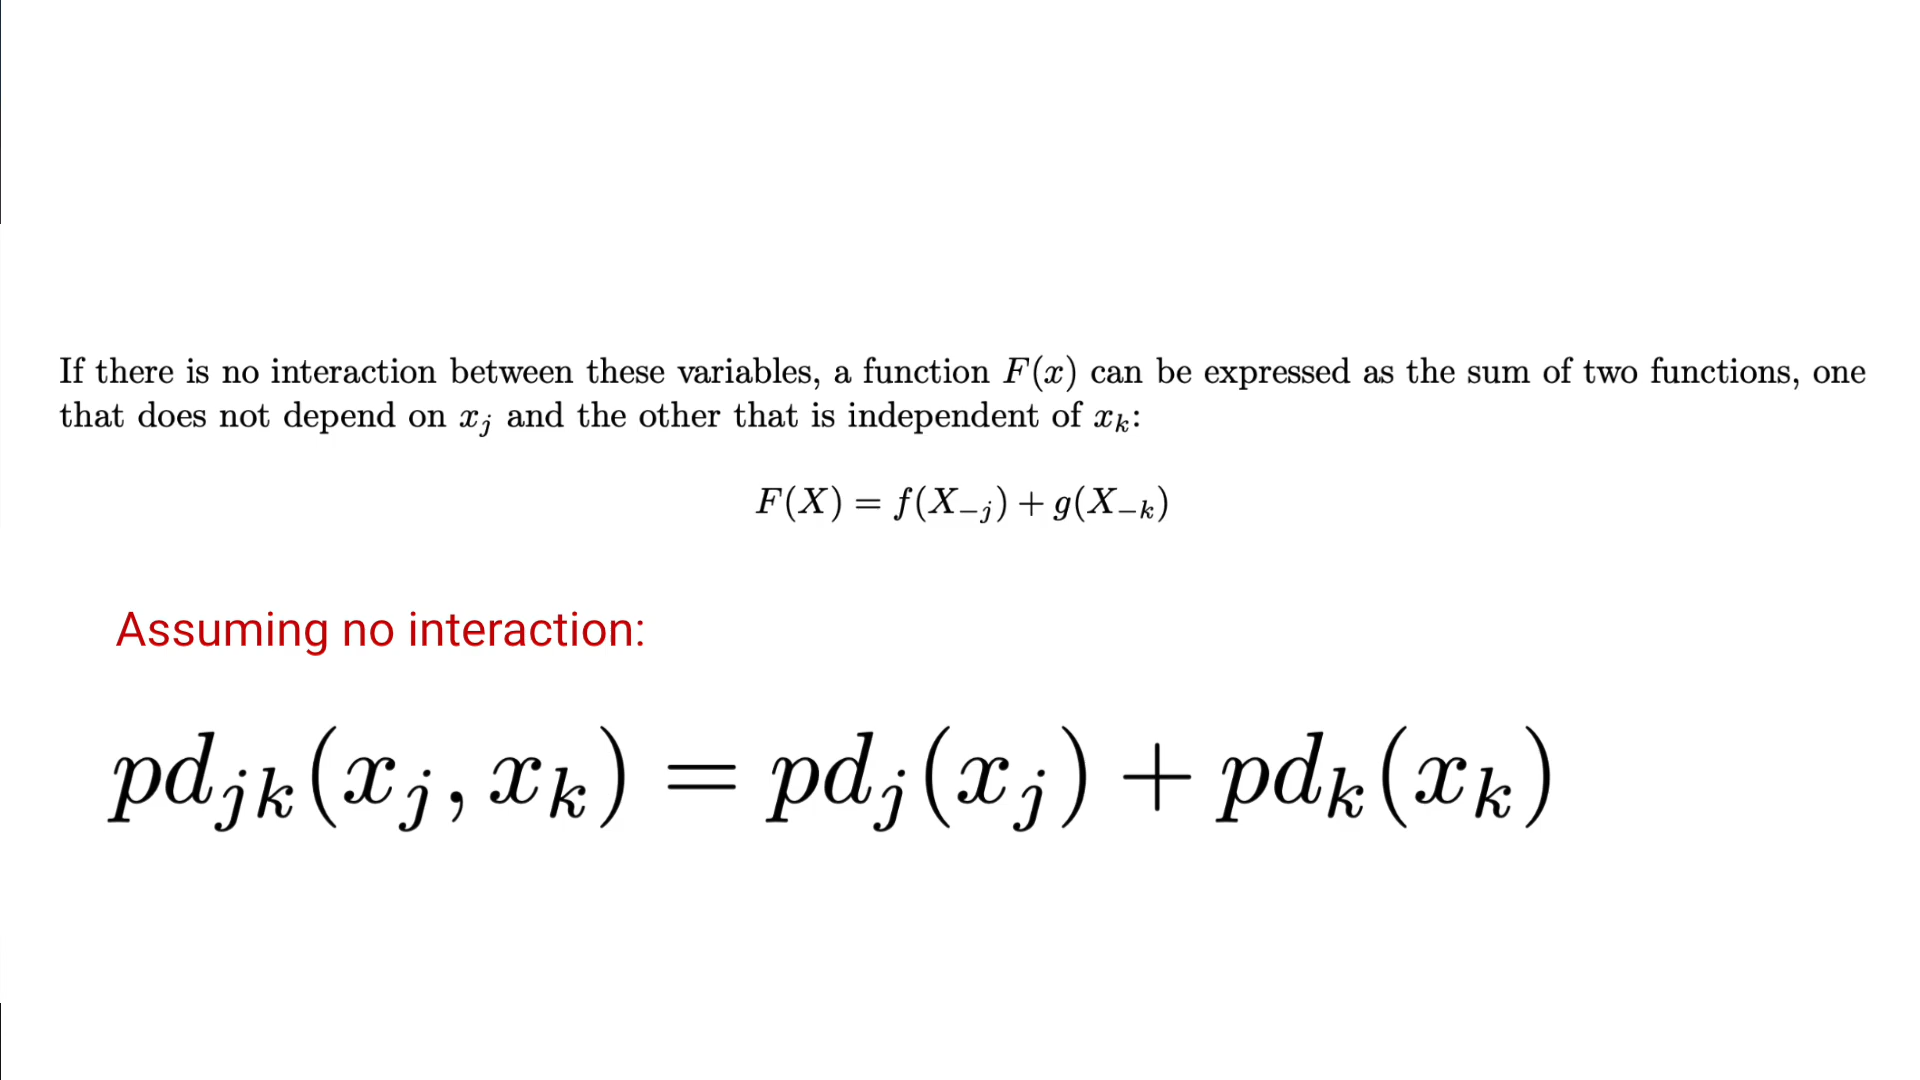 If there is no interaction between these variables, a function F(x) can be expressed as the sum of two functions, one
that does not depend on x_j and the other that is independent of x_k:
F(X) = f(X_{-j}) + g(X_{-k})
Assuming no interaction:
pd_{jk}(x_j, x_k) = pd_j(x_j) + pd_k(x_k)